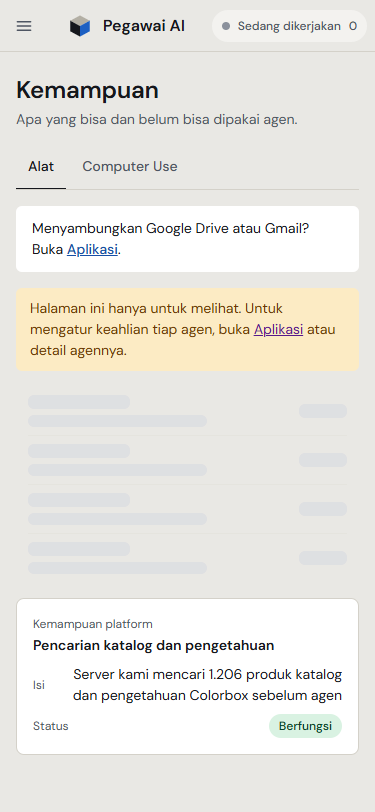 Pegawai AI
Sedang dikerjakan 0
Kemampuan
Apa yang bisa dan belum bisa dipakai agen.
Alat
Computer Use
Menyambungkan Google Drive atau Gmail?
Buka Aplikasi.
Halaman ini hanya untuk melihat. Untuk
mengatur keahlian tiap agen, buka Aplikasi atau
detail agennya.
Kemampuan platform
Pencarian katalog dan pengetahuan
Isi
Server kami mencari 1.206 produk katalog
dan pengetahuan Colorbox sebelum agen
Status
Berfungsi